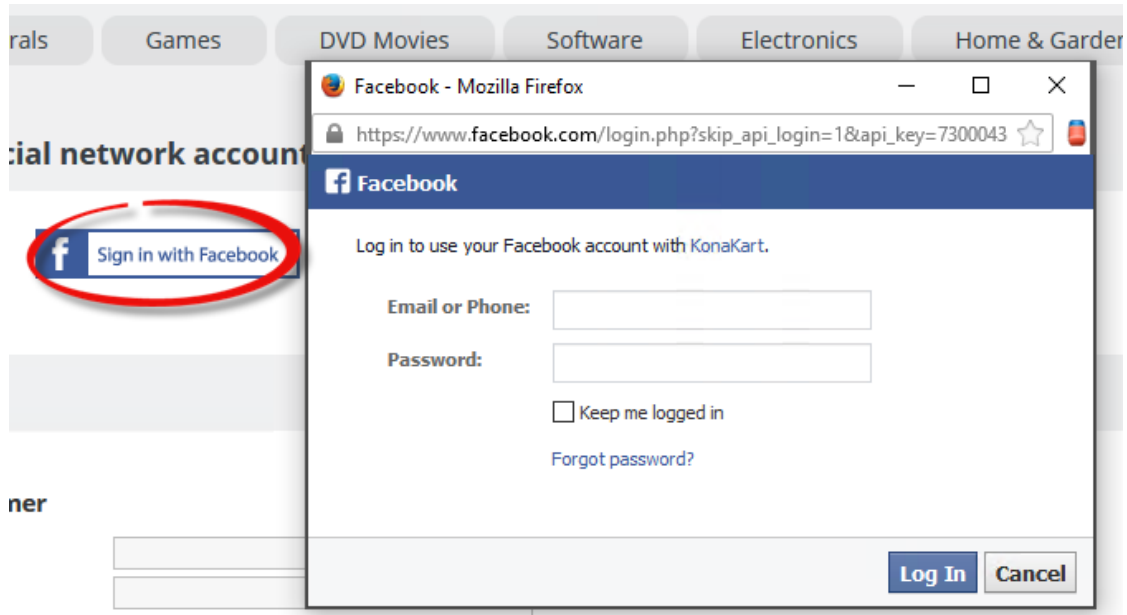 rals Games DVD Movies Software Electronics Home & Garden
Facebook - Mozilla Firefox
https://www.facebook.com/login.php?skip_api_login=1&api_key=7300043
cial network account
f Facebook
f Sign in with Facebook
Log in to use your Facebook account with KonaKart.
Email or Phone:
Password:
Keep me logged in
Forgot password?
mer
Log In Cancel